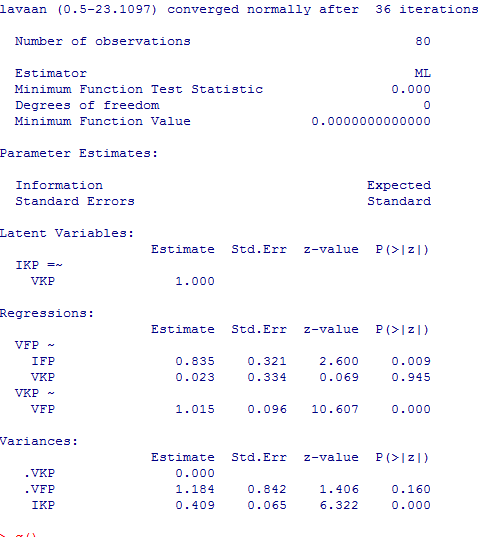 lavaan (0.5-23.1097) converged normally after  36 iterations
Number of observations 80
Estimator ML
Minimum Function Test Statistic 0.000
Degrees of freedom 0
Minimum Function Value 0.0000000000000
Parameter Estimates:
Information Expected
Standard Errors Standard
Latent Variables:
Estimate Std.Err z-value P(>|z|)
IKP =~
VKP 1.000
Regressions:
Estimate Std.Err z-value P(>|z|)
VFP ~
IFP 0.835 0.321 2.600 0.009
VKP 0.023 0.334 0.069 0.945
VKP ~
VFP 1.015 0.096 10.607 0.000
Variances:
Estimate Std.Err z-value P(>|z|)
.VKP 0.000
.VFP 1.184 0.842 1.406 0.160
IKP 0.409 0.065 6.322 0.000